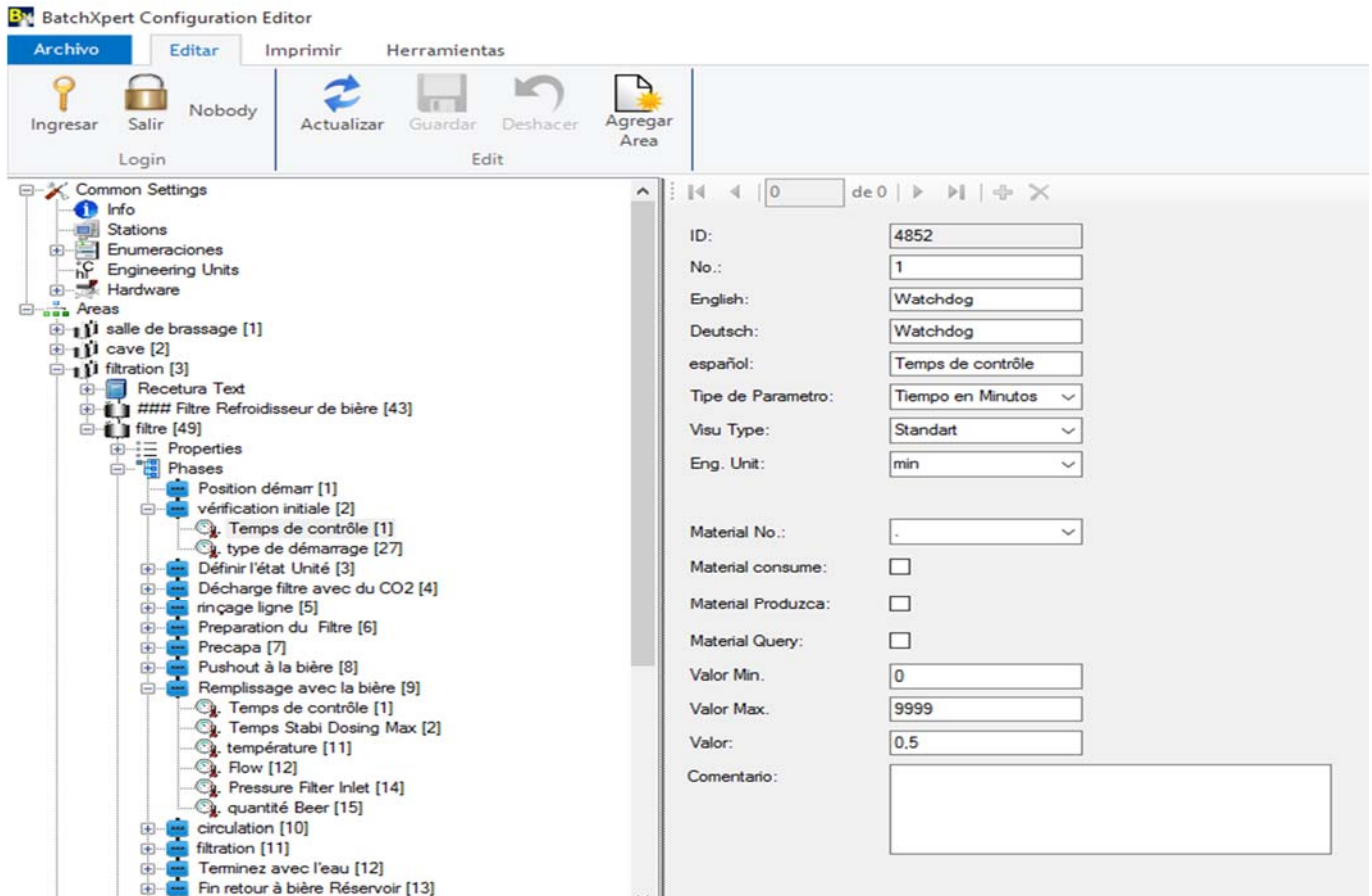 BatchXpert Configuration Editor
Archivo Editar Imprimir Herramientas
Ingresar Salir Nobody Actualizar Guardar Deshacer Agregar Area
Login Edit
Common Settings
Info
Stations
Enumeraciones
Engineering Units
Hardware
Areas
salle de brassage [1]
cave [2]
filtration [3]
Recetura Text
### Filtre Refroidisseur de bière [43]
filtre [49]
Properties
Phases
Position démarr [1]
vérification initiale [2]
Temps de contrôle [1]
type de démarrage [27]
Définir l'état Unité [3]
Décharge filtre avec du CO2 [4]
rinçage ligne [5]
Preparation du Filtre [6]
Precapa [7]
Pushout à la bière [8]
Remplissage avec la bière [9]
Temps de contrôle [1]
Temps Stabi Dosing Max [2]
température [11]
Flow [12]
Pressure Filter Inlet [14]
quantité Beer [15]
circulation [10]
filtration [11]
Terminez avec l'eau [12]
Fin retour à bière Réservoir [13]
0 de 0
ID: 4852
No.: 1
English: Watchdog
Deutsch: Watchdog
español: Temps de contrôle
Tipe de Parametro: Tiempo en Minutos
Visu Type: Standart
Eng. Unit: min
Material No.: .
Material consume:
Material Produzca:
Material Query:
Valor Min. 0
Valor Max. 9999
Valor: 0,5
Comentario: